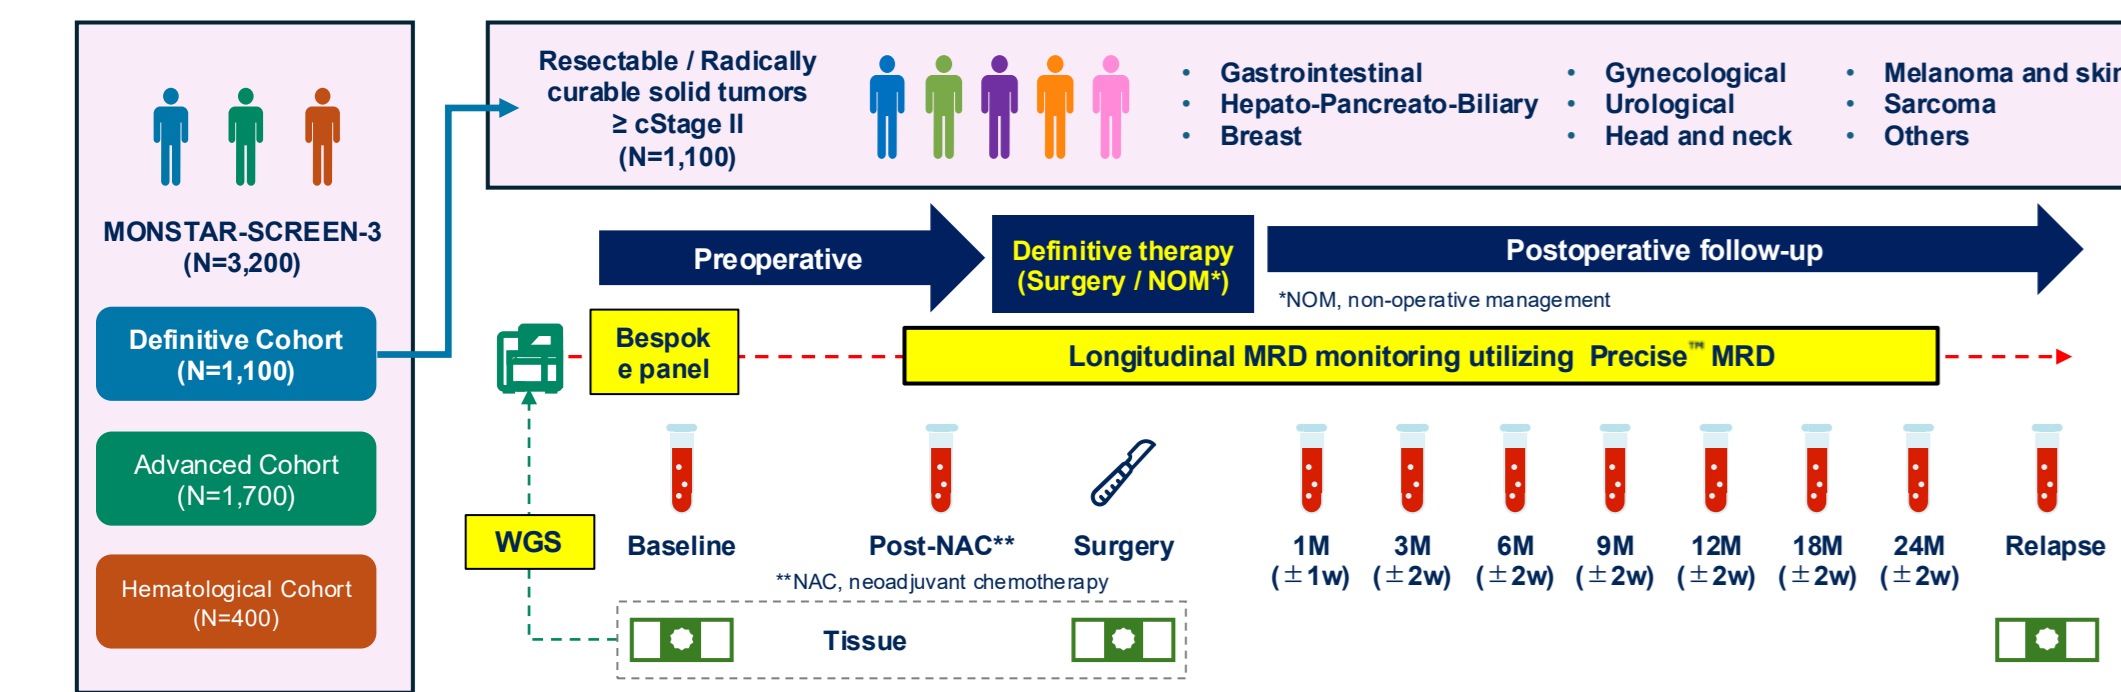 MONSTAR-SCREEN-3
(N=3,200)
Definitive Cohort
(N=1,100)
Advanced Cohort
(N=1,700)
Hematological Cohort
(N=400)
Resectable / Radically
curable solid tumors
≥ cStage II
(N=1,100)
• Gastrointestinal
• Hepato-Pancreato-Biliary
• Breast
• Gynecological
• Urological
• Head and neck
• Melanoma and skin
• Sarcoma
• Others
Preoperative
Definitive therapy
(Surgery / NOM*)
Postoperative follow-up
*NOM, non-operative management
Bespok
e panel
Longitudinal MRD monitoring utilizing Precise™ MRD
WGS
Baseline
Post-NAC**
Surgery
1M
(±1w)
3M
(±2w)
6M
(±2w)
9M
(±2w)
12M
(±2w)
18M
(±2w)
24M
(±2w)
Relapse
**NAC, neoadjuvant chemotherapy
Tissue